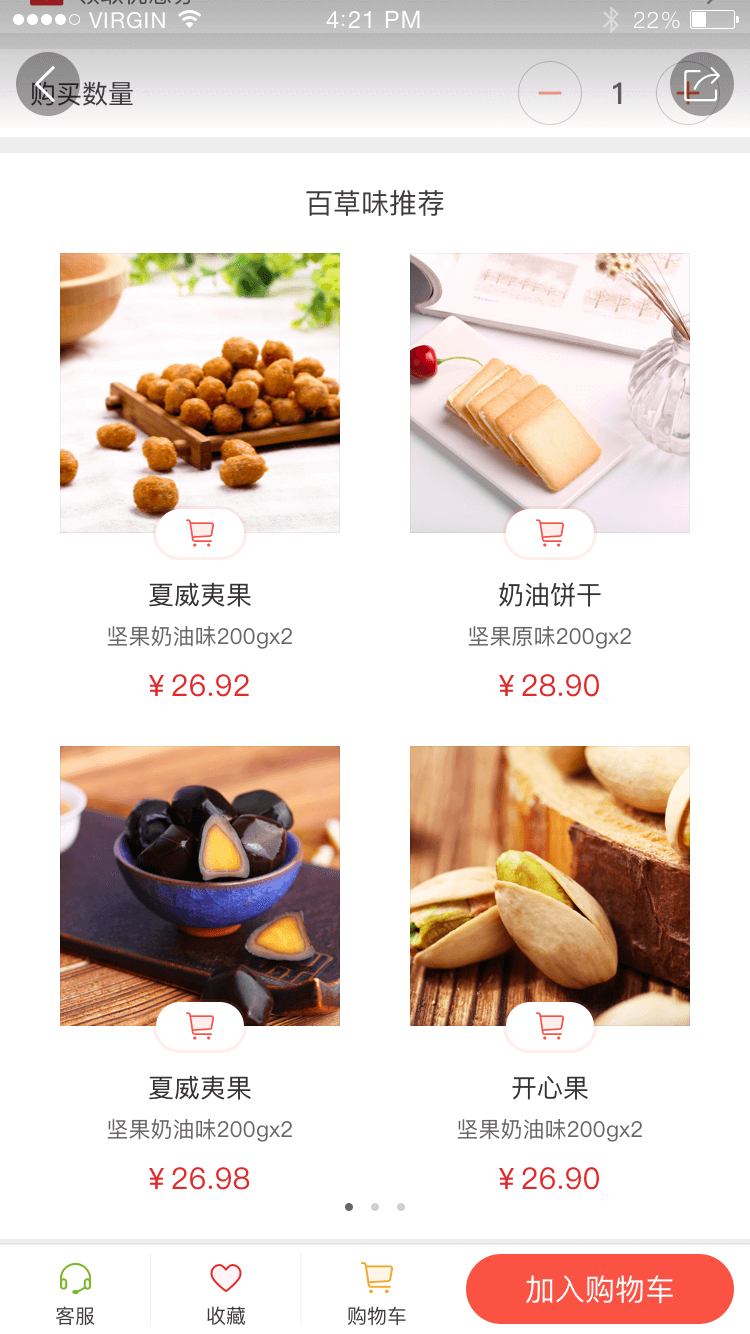 VIRGIN 4:21 PM 22%
购买数量 1
百草味推荐
夏威夷果
坚果奶油味200gx2
¥ 26.92
奶油饼干
坚果原味200gx2
¥ 28.90
夏威夷果
坚果奶油味200gx2
¥ 26.98
开心果
坚果奶油味200gx2
¥ 26.90
客服
收藏
购物车
加入购物车